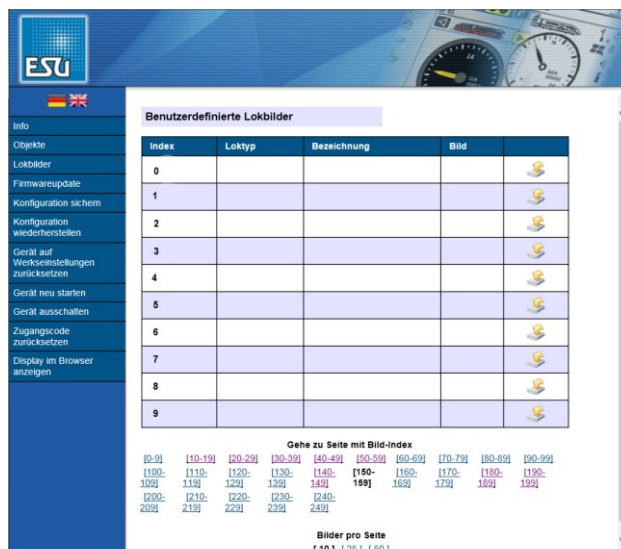 ESU
Info
Objekte
Lokbilder
Firmwareupdate
Konfiguration sichern
Konfiguration
wiederherstellen
Gerät auf
Werkseinstellungen
zurücksetzen
Gerät neu starten
Gerät ausschalten
Zugangscode
zurücksetzen
Display im Browser
anzeigen
Benutzerdefinierte Lokbilder
Index Loktyp Bezeichnung Bild
0
1
2
3
4
5
6
7
8
9
Gehe zu Seite mit Bild-Index
[0-9] [10-19] [20-29] [30-39] [40-49] [50-59] [60-69] [70-79] [80-89] [90-99]
[100- [110- [120- [130- [140- [150- [160- [170- [180- [190-
109] 119] 129] 139] 149] 159] 169] 179] 189] 199]
[200- [210- [220- [230- [240-
209] 219] 229] 239] 249]
Bilder pro Seite
[ 10 ] [ 25 ] [ 50 ]